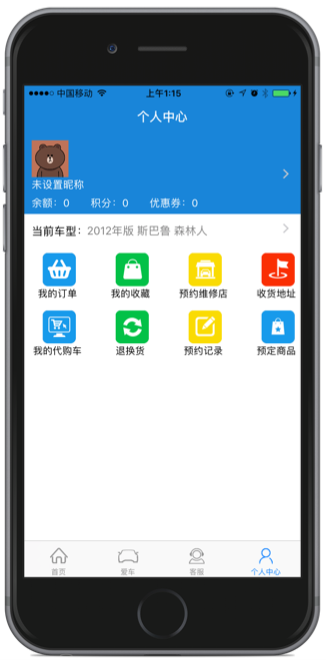 中国移动 上午1:15
个人中心
未设置昵称
余额：0 积分：0 优惠券：0
当前车型：2012年版 斯巴鲁 森林人
我的订单 我的收藏 预约维修店 收货地址
我的代购车 退换货 预约记录 预定商品
首页 爱车 客服 个人中心